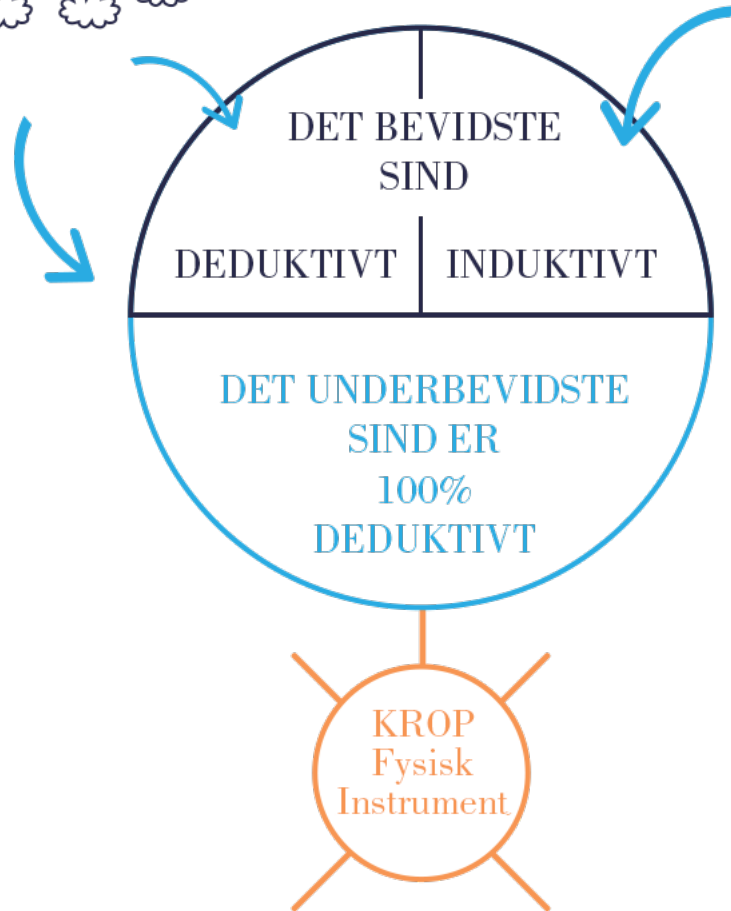 DET BEVIDSTE
SIND
DEDUKTIVT
INDUKTIVT
DET UNDERBEVIDSTE
SIND ER
100%
DEDUKTIVT
KROP
Fysisk
Instrument